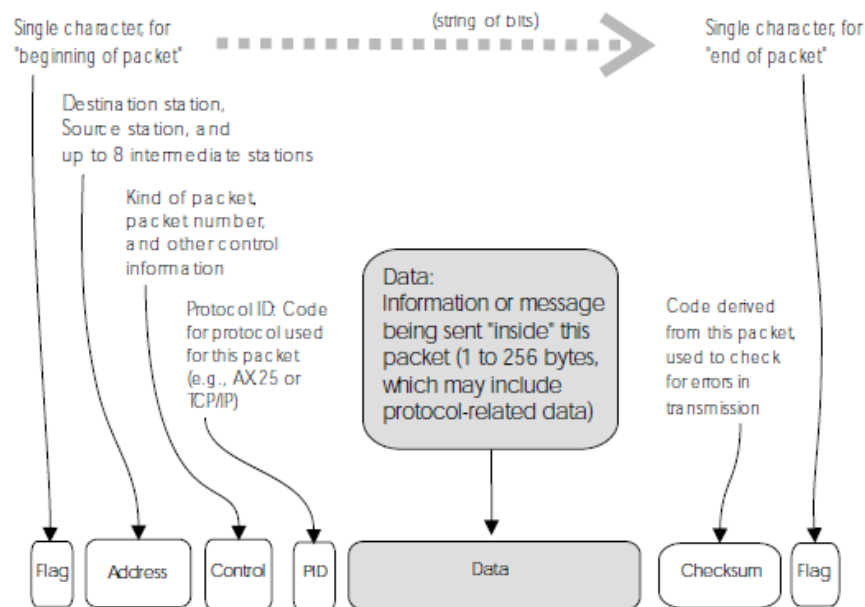 Single character, for
"beginning of packet"
(string of bits)
Single character, for
"end of packet"
Destination station,
Source station, and
up to 8 intermediate stations
Kind of packet,
packet number,
and other control
information
Protocol ID: Code
for protocol used
for this packet
(e.g., AX.25 or
TCP/IP)
Data:
Information or message
being sent "inside" this
packet (1 to 256 bytes,
which may include
protocol-related data)
Code derived
from this packet,
used to check
for errors in
transmission
Flag
Address
Control
PID
Data
Checksum
Flag